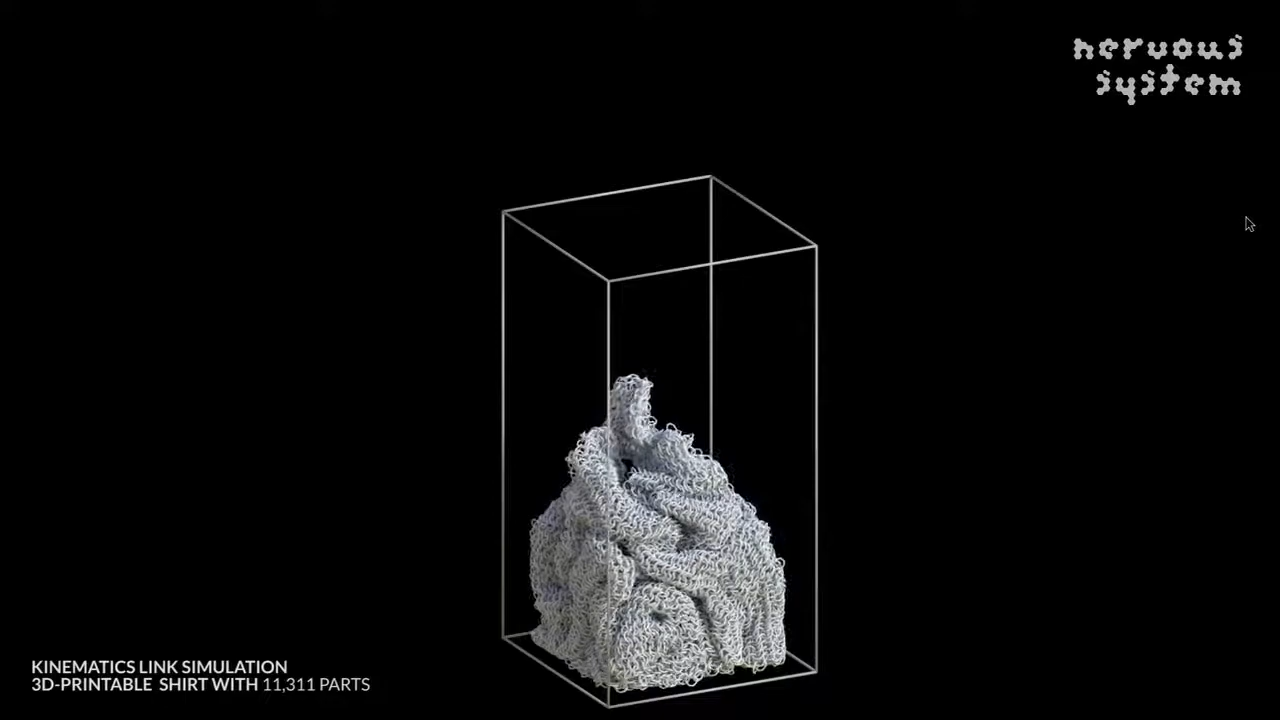 nervous
system
KINEMATICS LINK SIMULATION
3D-PRINTABLE SHIRT WITH 11,311 PARTS